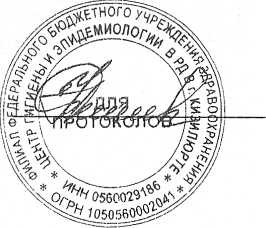 ФИЛИАЛ ФЕДЕРАЛЬНОГО БЮДЖЕТНОГО УЧРЕЖДЕНИЯ ЗДРАВООХРАНЕНИЯ
* ЦЕНТР ГИГИЕНЫ И ЭПИДЕМИОЛОГИИ В РД В г. КИЗИЛЮРТЕ
* ИНН 0560029186 *
* ОГРН 1050560002041 *
ДЛЯ
ПРОТОКОЛОВ